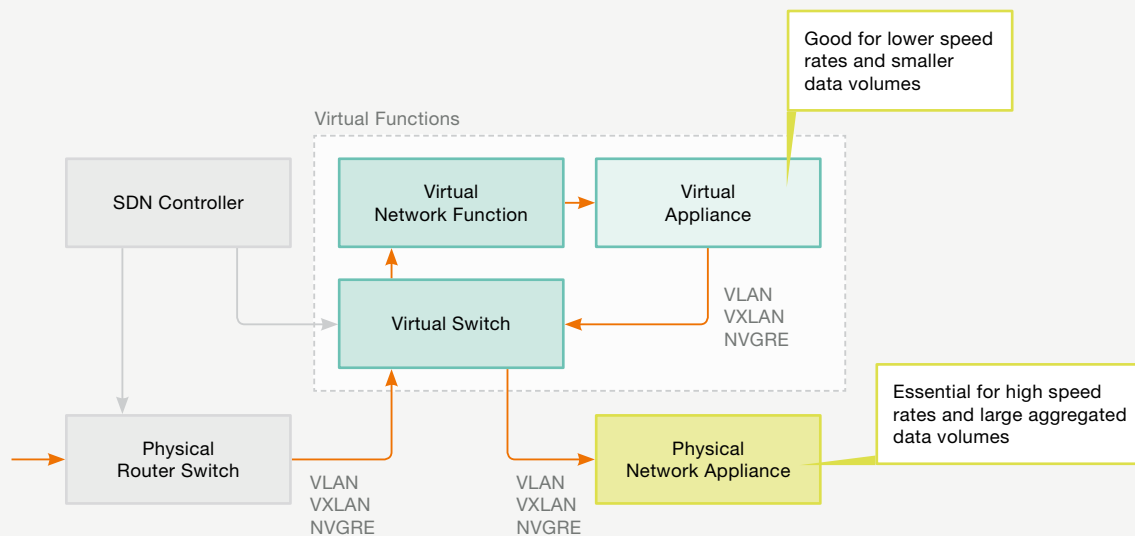 Good for lower speed
rates and smaller
data volumes
Virtual Functions
SDN Controller
Virtual
Network Function
Virtual
Appliance
Virtual Switch
VLAN
VXLAN
NVGRE
Essential for high speed
rates and large aggregated
data volumes
Physical
Router Switch
Physical
Network Appliance
VLAN
VXLAN
NVGRE
VLAN
VXLAN
NVGRE